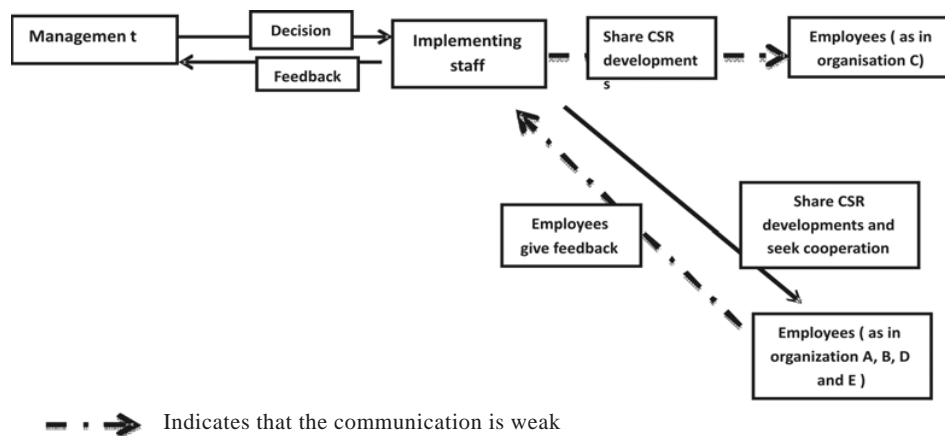 Managemen t
Decision
Feedback
Implementing
staff
Share CSR
development
s
Employees ( as in
organisation C)
Share CSR
developments and
seek cooperation
Employees
give feedback
Employees ( as in
organization A, B, D
and E )
Indicates that the communication is weak